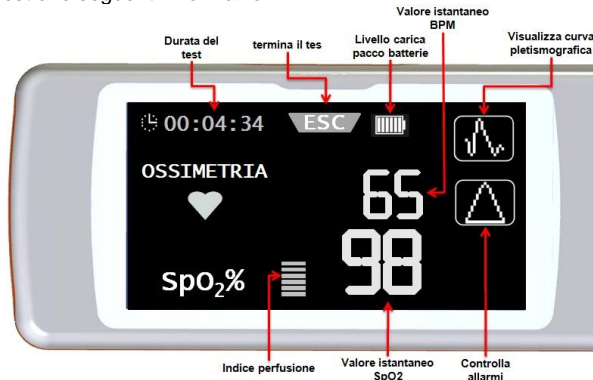 Valore istantaneo
BPM
Durata del
test
termina il tes
Livello carica
pacco batterie
Visualizza curva
pletismografica
00:04:34
ESC
OSSIMETRIA
65
98
SpO₂%
Indice perfusione
Valore istantaneo
SpO2
Controlla
allarmi